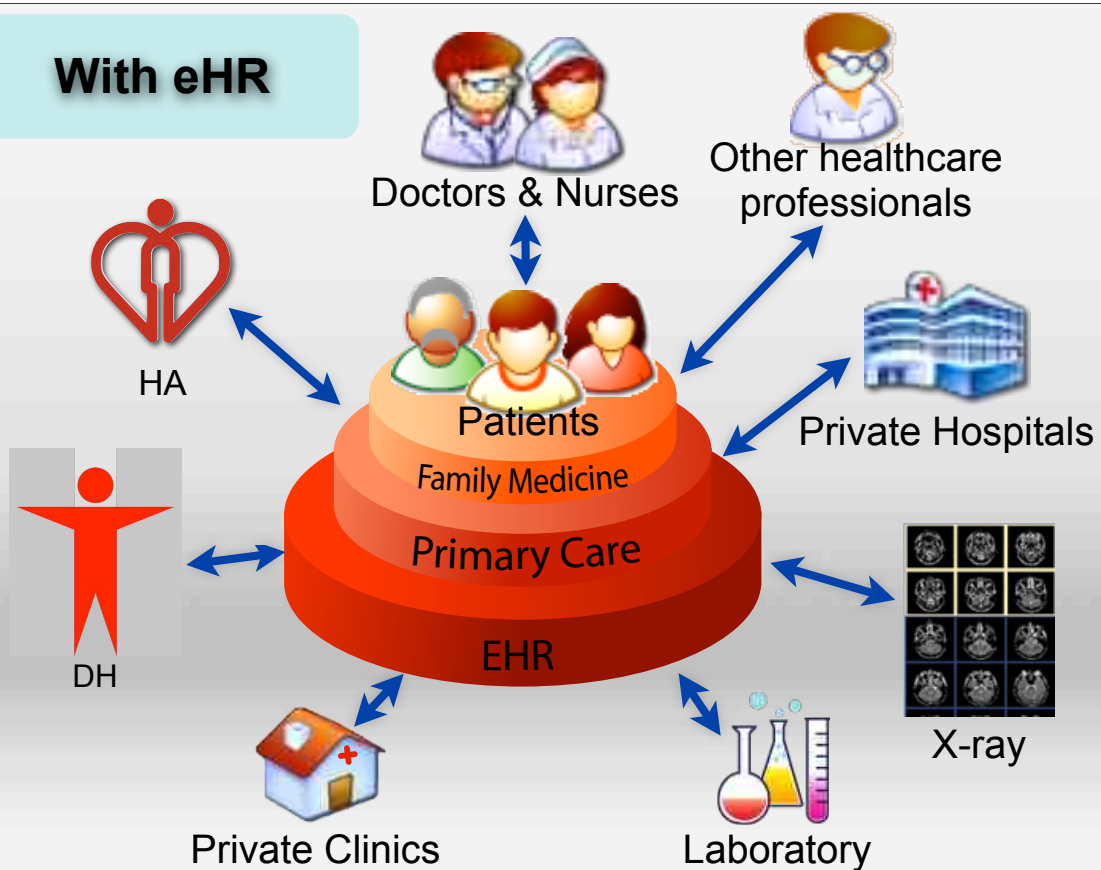 With eHR
Doctors & Nurses
Other healthcare
professionals
HA
Patients
Private Hospitals
Family Medicine
Primary Care
EHR
DH
X-ray
Private Clinics
Laboratory